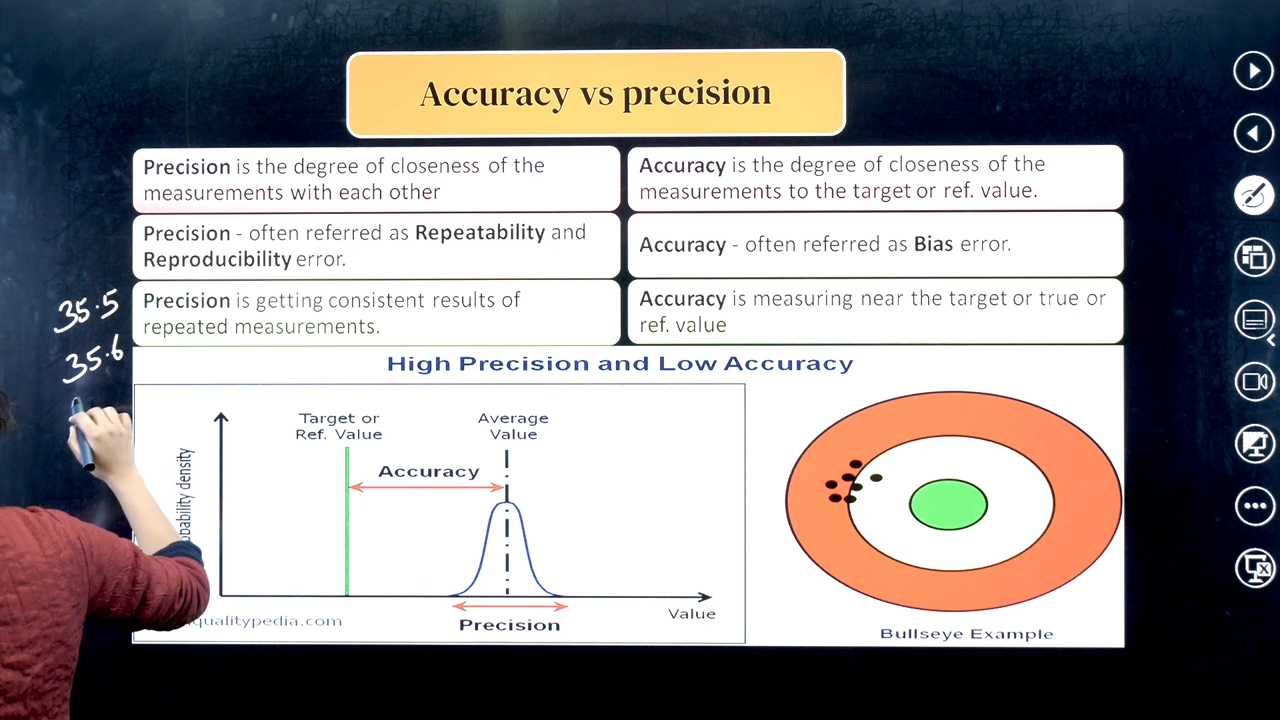 Accuracy vs precision
Precision is the degree of closeness of the
measurements with each other
Accuracy is the degree of closeness of the
measurements to the target or ref. value.
Precision - often referred as Repeatability and
Reproducibility error.
Accuracy - often referred as Bias error.
Precision is getting consistent results of
repeated measurements.
Accuracy is measuring near the target or true or
ref. value
35.5
35.6
High Precision and Low Accuracy
Target or
Ref. Value
Average
Value
Accuracy
density
Value
Precision
qualitypedia.com
Bullseye Example